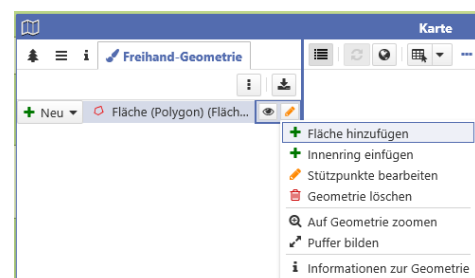 Karte
Freihand-Geometrie
Neu
Fläche (Polygon) (Fläch...
Fläche hinzufügen
Innenring einfügen
Stützpunkte bearbeiten
Geometrie löschen
Auf Geometrie zoomen
Puffer bilden
Informationen zur Geometrie